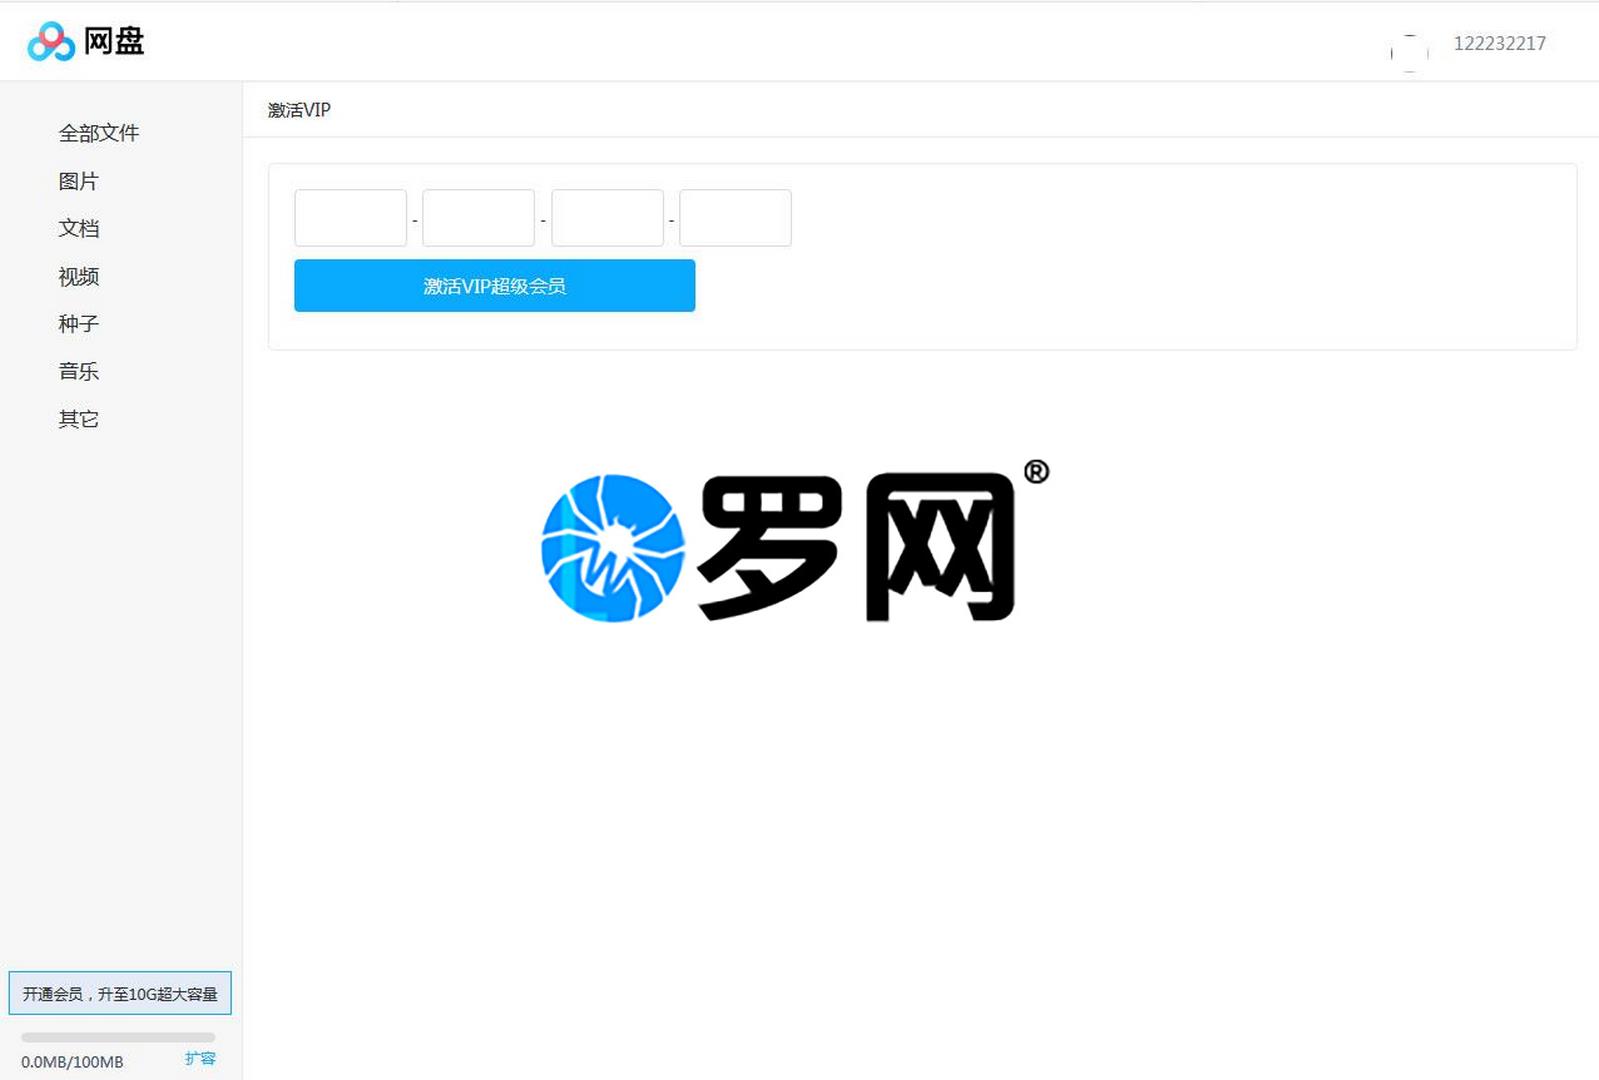 网盘
122232217
全部文件
图片
文档
视频
种子
音乐
其它
开通会员，升至10G超大容量
0.0MB/100MB
扩容
激活VIP
- - -
激活VIP超级会员
罗网®